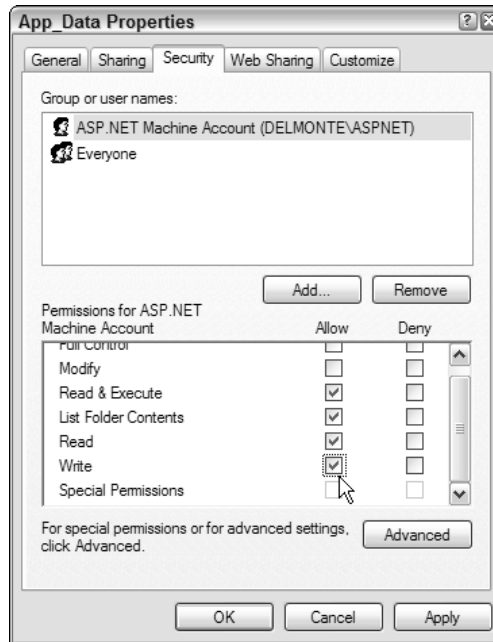 App_Data Properties
General Sharing Security Web Sharing Customize
Group or user names:
ASP.NET Machine Account (DELMONTE\ASPNET)
Everyone
Add... Remove
Permissions for ASP.NET
Machine Account Allow Deny
Full Control
Modify
Read & Execute
List Folder Contents
Read
Write
Special Permissions
For special permissions or for advanced settings,
click Advanced.
Advanced
OK Cancel Apply